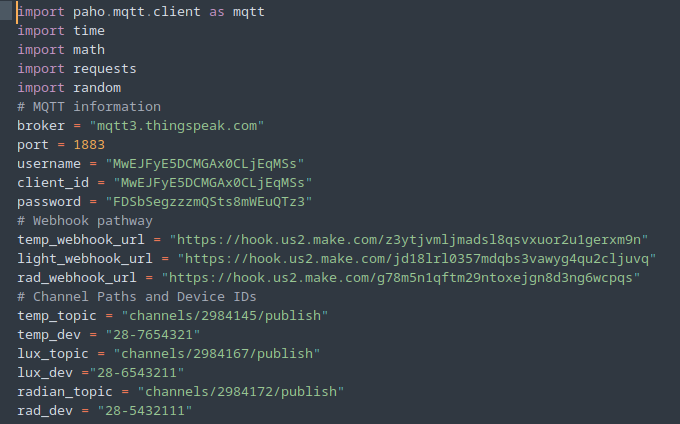 import paho.mqtt.client as mqtt
import time
import math
import requests
import random
# MQTT information
broker = "mqtt3.thingspeak.com"
port = 1883
username = "MwEJFyE5DCMGAx0CLjEqMSs"
client_id = "MwEJFyE5DCMGAx0CLjEqMSs"
password = "FDSbSegzzzmQSts8mWEuQTz3"
# Webhook pathway
temp_webhook_url = "https://hook.us2.make.com/z3ytjvmljmadsl8qsvxuor2u1gerxm9n"
light_webhook_url = "https://hook.us2.make.com/jd18lrl0357mdqbs3vawyg4qu2cljuvq"
rad_webhook_url = "https://hook.us2.make.com/g78m5n1qftm29ntoxejgn8d3ng6wcpqs"
# Channel Paths and Device IDs
temp_topic = "channels/2984145/publish"
temp_dev = "28-7654321"
lux_topic = "channels/2984167/publish"
lux_dev ="28-6543211"
radian_topic = "channels/2984172/publish"
rad_dev = "28-5432111"